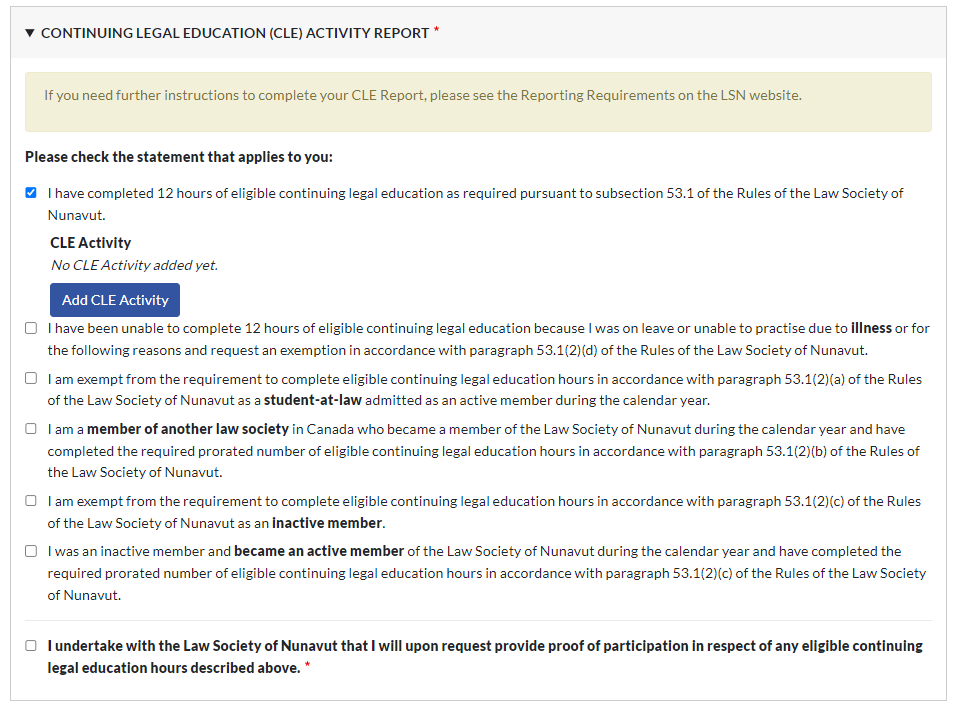 ▼ CONTINUING LEGAL EDUCATION (CLE) ACTIVITY REPORT *
If you need further instructions to complete your CLE Report, please see the Reporting Requirements on the LSN website.
Please check the statement that applies to you:
I have completed 12 hours of eligible continuing legal education as required pursuant to subsection 53.1 of the Rules of the Law Society of
Nunavut.
CLE Activity
No CLE Activity added yet.
Add CLE Activity
I have been unable to complete 12 hours of eligible continuing legal education because I was on leave or unable to practise due to illness or for
the following reasons and request an exemption in accordance with paragraph 53.1(2)(d) of the Rules of the Law Society of Nunavut.
I am exempt from the requirement to complete eligible continuing legal education hours in accordance with paragraph 53.1(2)(a) of the Rules
of the Law Society of Nunavut as a student-at-law admitted as an active member during the calendar year.
I am a member of another law society in Canada who became a member of the Law Society of Nunavut during the calendar year and have
completed the required prorated number of eligible continuing legal education hours in accordance with paragraph 53.1(2)(b) of the Rules of
the Law Society of Nunavut.
I am exempt from the requirement to complete eligible continuing legal education hours in accordance with paragraph 53.1(2)(c) of the Rules
of the Law Society of Nunavut as an inactive member.
I was an inactive member and became an active member of the Law Society of Nunavut during the calendar year and have completed the
required prorated number of eligible continuing legal education hours in accordance with paragraph 53.1(2)(c) of the Rules of the Law Society
of Nunavut.
I undertake with the Law Society of Nunavut that I will upon request provide proof of participation in respect of any eligible continuing
legal education hours described above. *